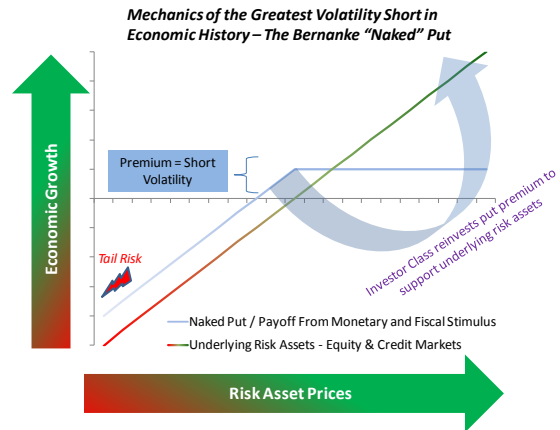 Mechanics of the Greatest Volatility Short in
Economic History – The Bernanke “Naked” Put
Economic Growth
Premium = Short
Volatility
Tail Risk
Investor Class reinvests put premium to
support underlying risk assets
Naked Put / Payoff From Monetary and Fiscal Stimulus
Underlying Risk Assets - Equity & Credit Markets
Risk Asset Prices